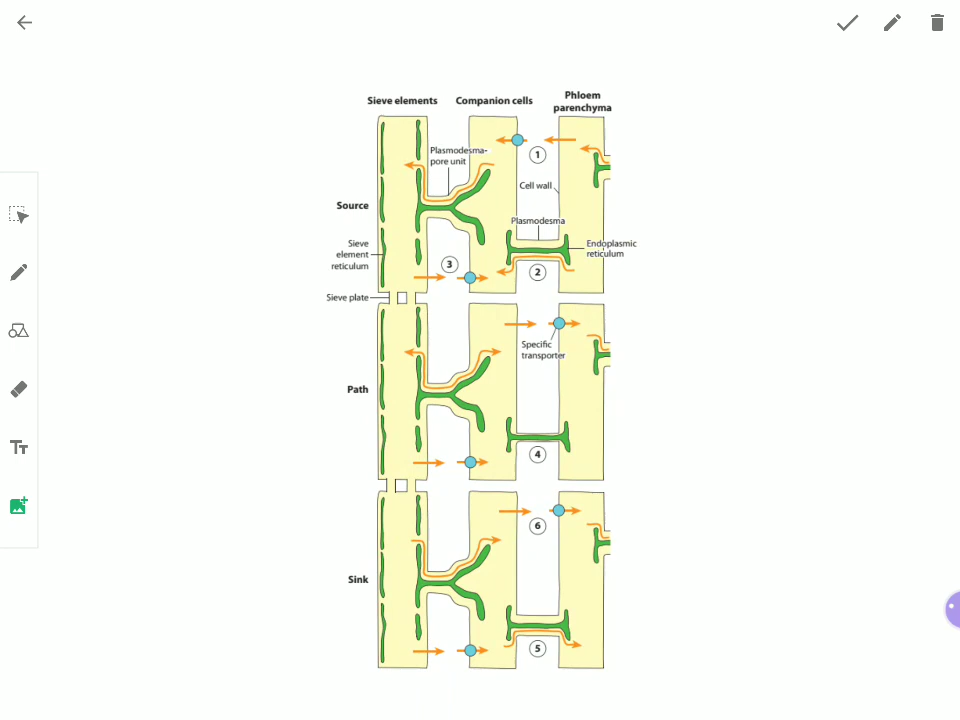 Sieve elements
Companion cells
Phloem
parenchyma
Plasmodesma-
pore unit
1
Cell wall
Source
Plasmodesma
Sieve
element
reticulum
Endoplasmic
reticulum
3
2
Sieve plate
Specific
transporter
Path
4
6
Sink
5
Tт